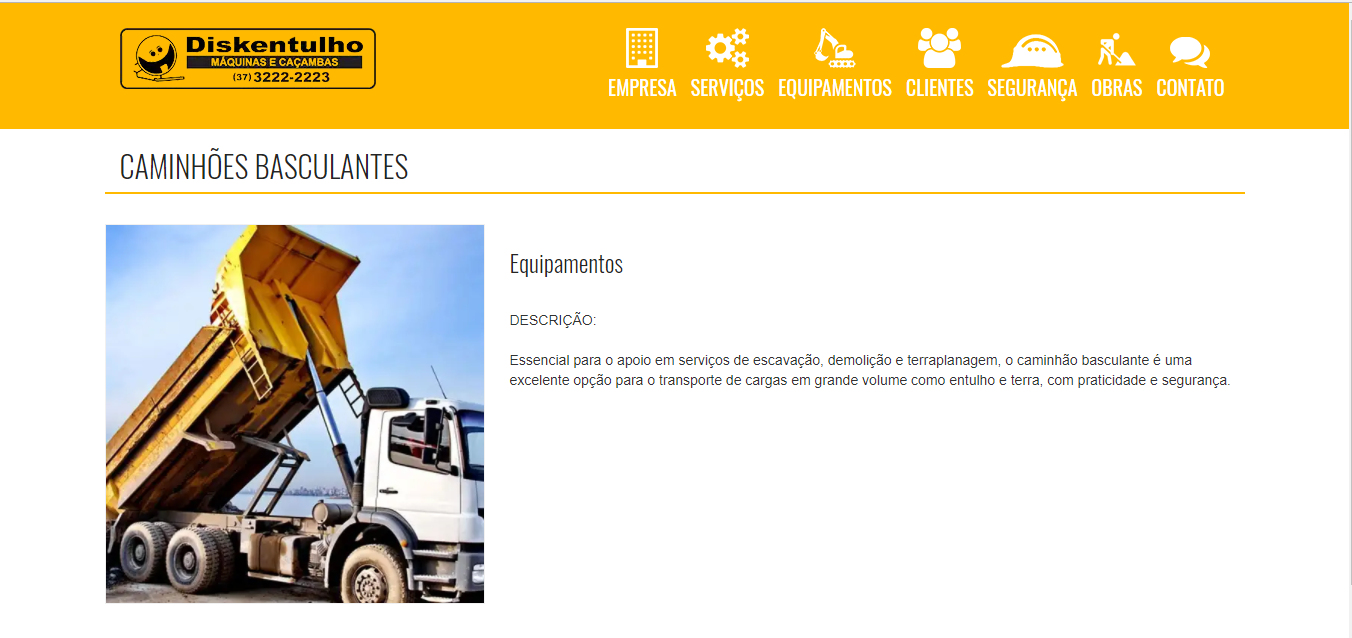 Diskentulho
MÁQUINAS E CAÇAMBAS
(37) 3222-2223
EMPRESA SERVIÇOS EQUIPAMENTOS CLIENTES SEGURANÇA OBRAS CONTATO
CAMINHÕES BASCULANTES
Equipamentos
DESCRIÇÃO:
Essencial para o apoio em serviços de escavação, demolição e terraplanagem, o caminhão basculante é uma
excelente opção para o transporte de cargas em grande volume como entulho e terra, com praticidade e segurança.